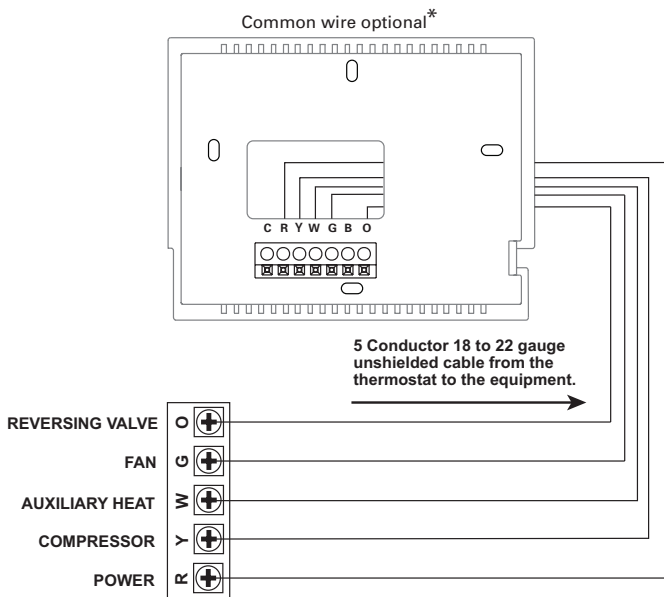 Common wire optional*
C R Y W G B O
5 Conductor 18 to 22 gauge
unshielded cable from the
thermostat to the equipment.
REVERSING VALVE O
FAN G
AUXILIARY HEAT W
COMPRESSOR Y
POWER R